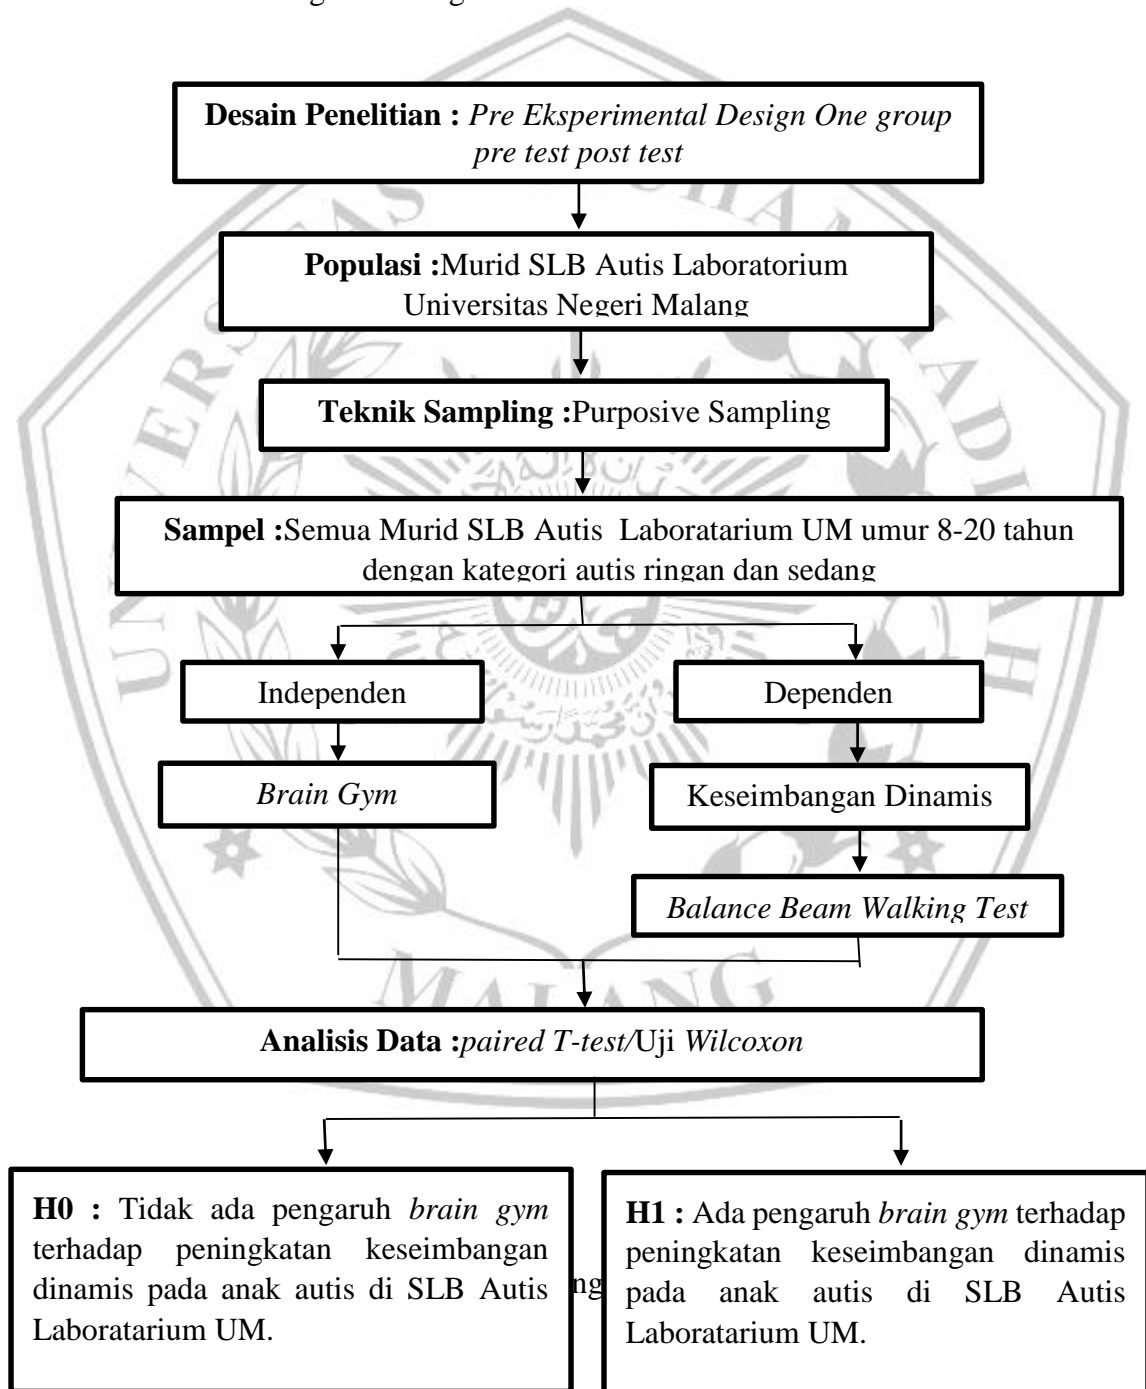 Desain Penelitian : Pre Eksperimental Design One group
pre test post test
Populasi :Murid SLB Autis Laboratorium
Universitas Negeri Malang
Teknik Sampling :Purposive Sampling
Sampel :Semua Murid SLB Autis  Laboratarium UM umur 8-20 tahun
dengan kategori autis ringan dan sedang
Independen
Dependen
Brain Gym
Keseimbangan Dinamis
Balance Beam Walking Test
MALANG
Analisis Data :paired T-test/Uji Wilcoxon
H0 : Tidak ada pengaruh brain gym
terhadap peningkatan keseimbangan
dinamis pada anak autis di SLB Autis
Laboratarium UM.
ng
H1 : Ada pengaruh brain gym terhadap
peningkatan keseimbangan dinamis
pada anak autis di SLB Autis
Laboratarium UM.